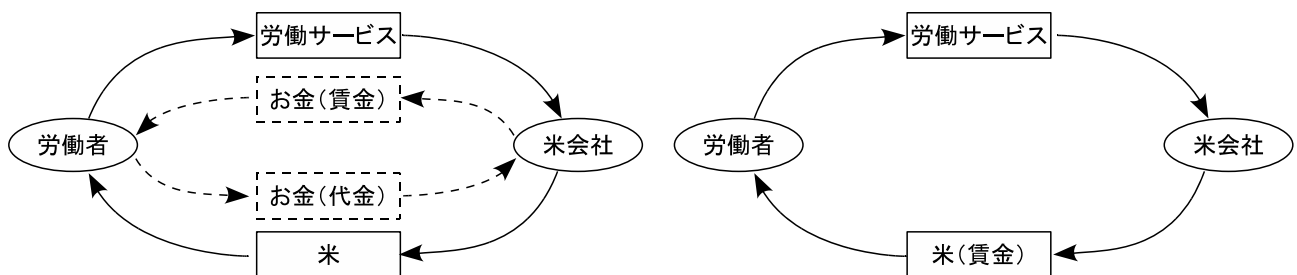 労働サービス
お金(賃金)
労働者
米会社
お金(代金)
米
労働サービス
労働者
米会社
米(賃金)